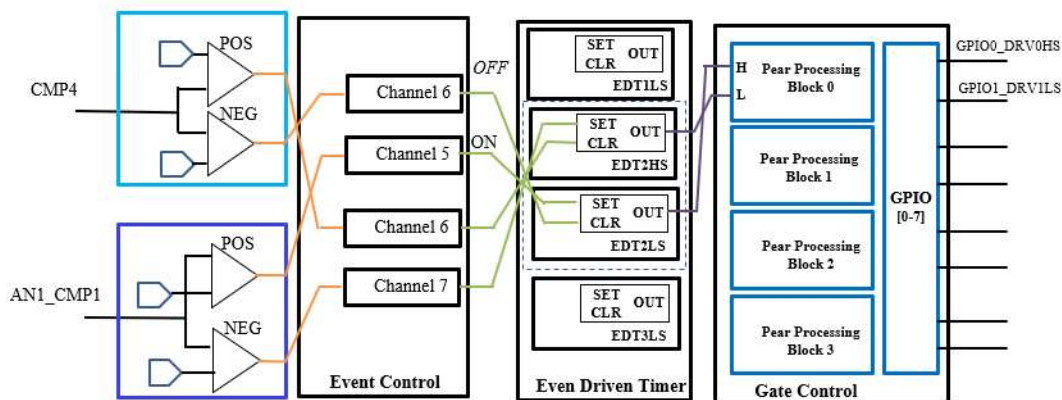 CMP4
POS
NEG
AN1_CMP1
POS
NEG
OFF
Channel 6
Channel 5
ON
Channel 6
Channel 7
Event Control
SET
CLR
OUT
EDT1LS
SET
CLR
OUT
EDT2HS
SET
CLR
OUT
EDT2LS
SET
CLR
OUT
EDT3LS
Even Driven Timer
H
L
Pear Processing
Block 0
Pear Processing
Block 1
Pear Processing
Block 2
Pear Processing
Block 3
GPIO
[0-7]
Gate Control
GPIO0_DRV0HS
GPIO1_DRV1LS